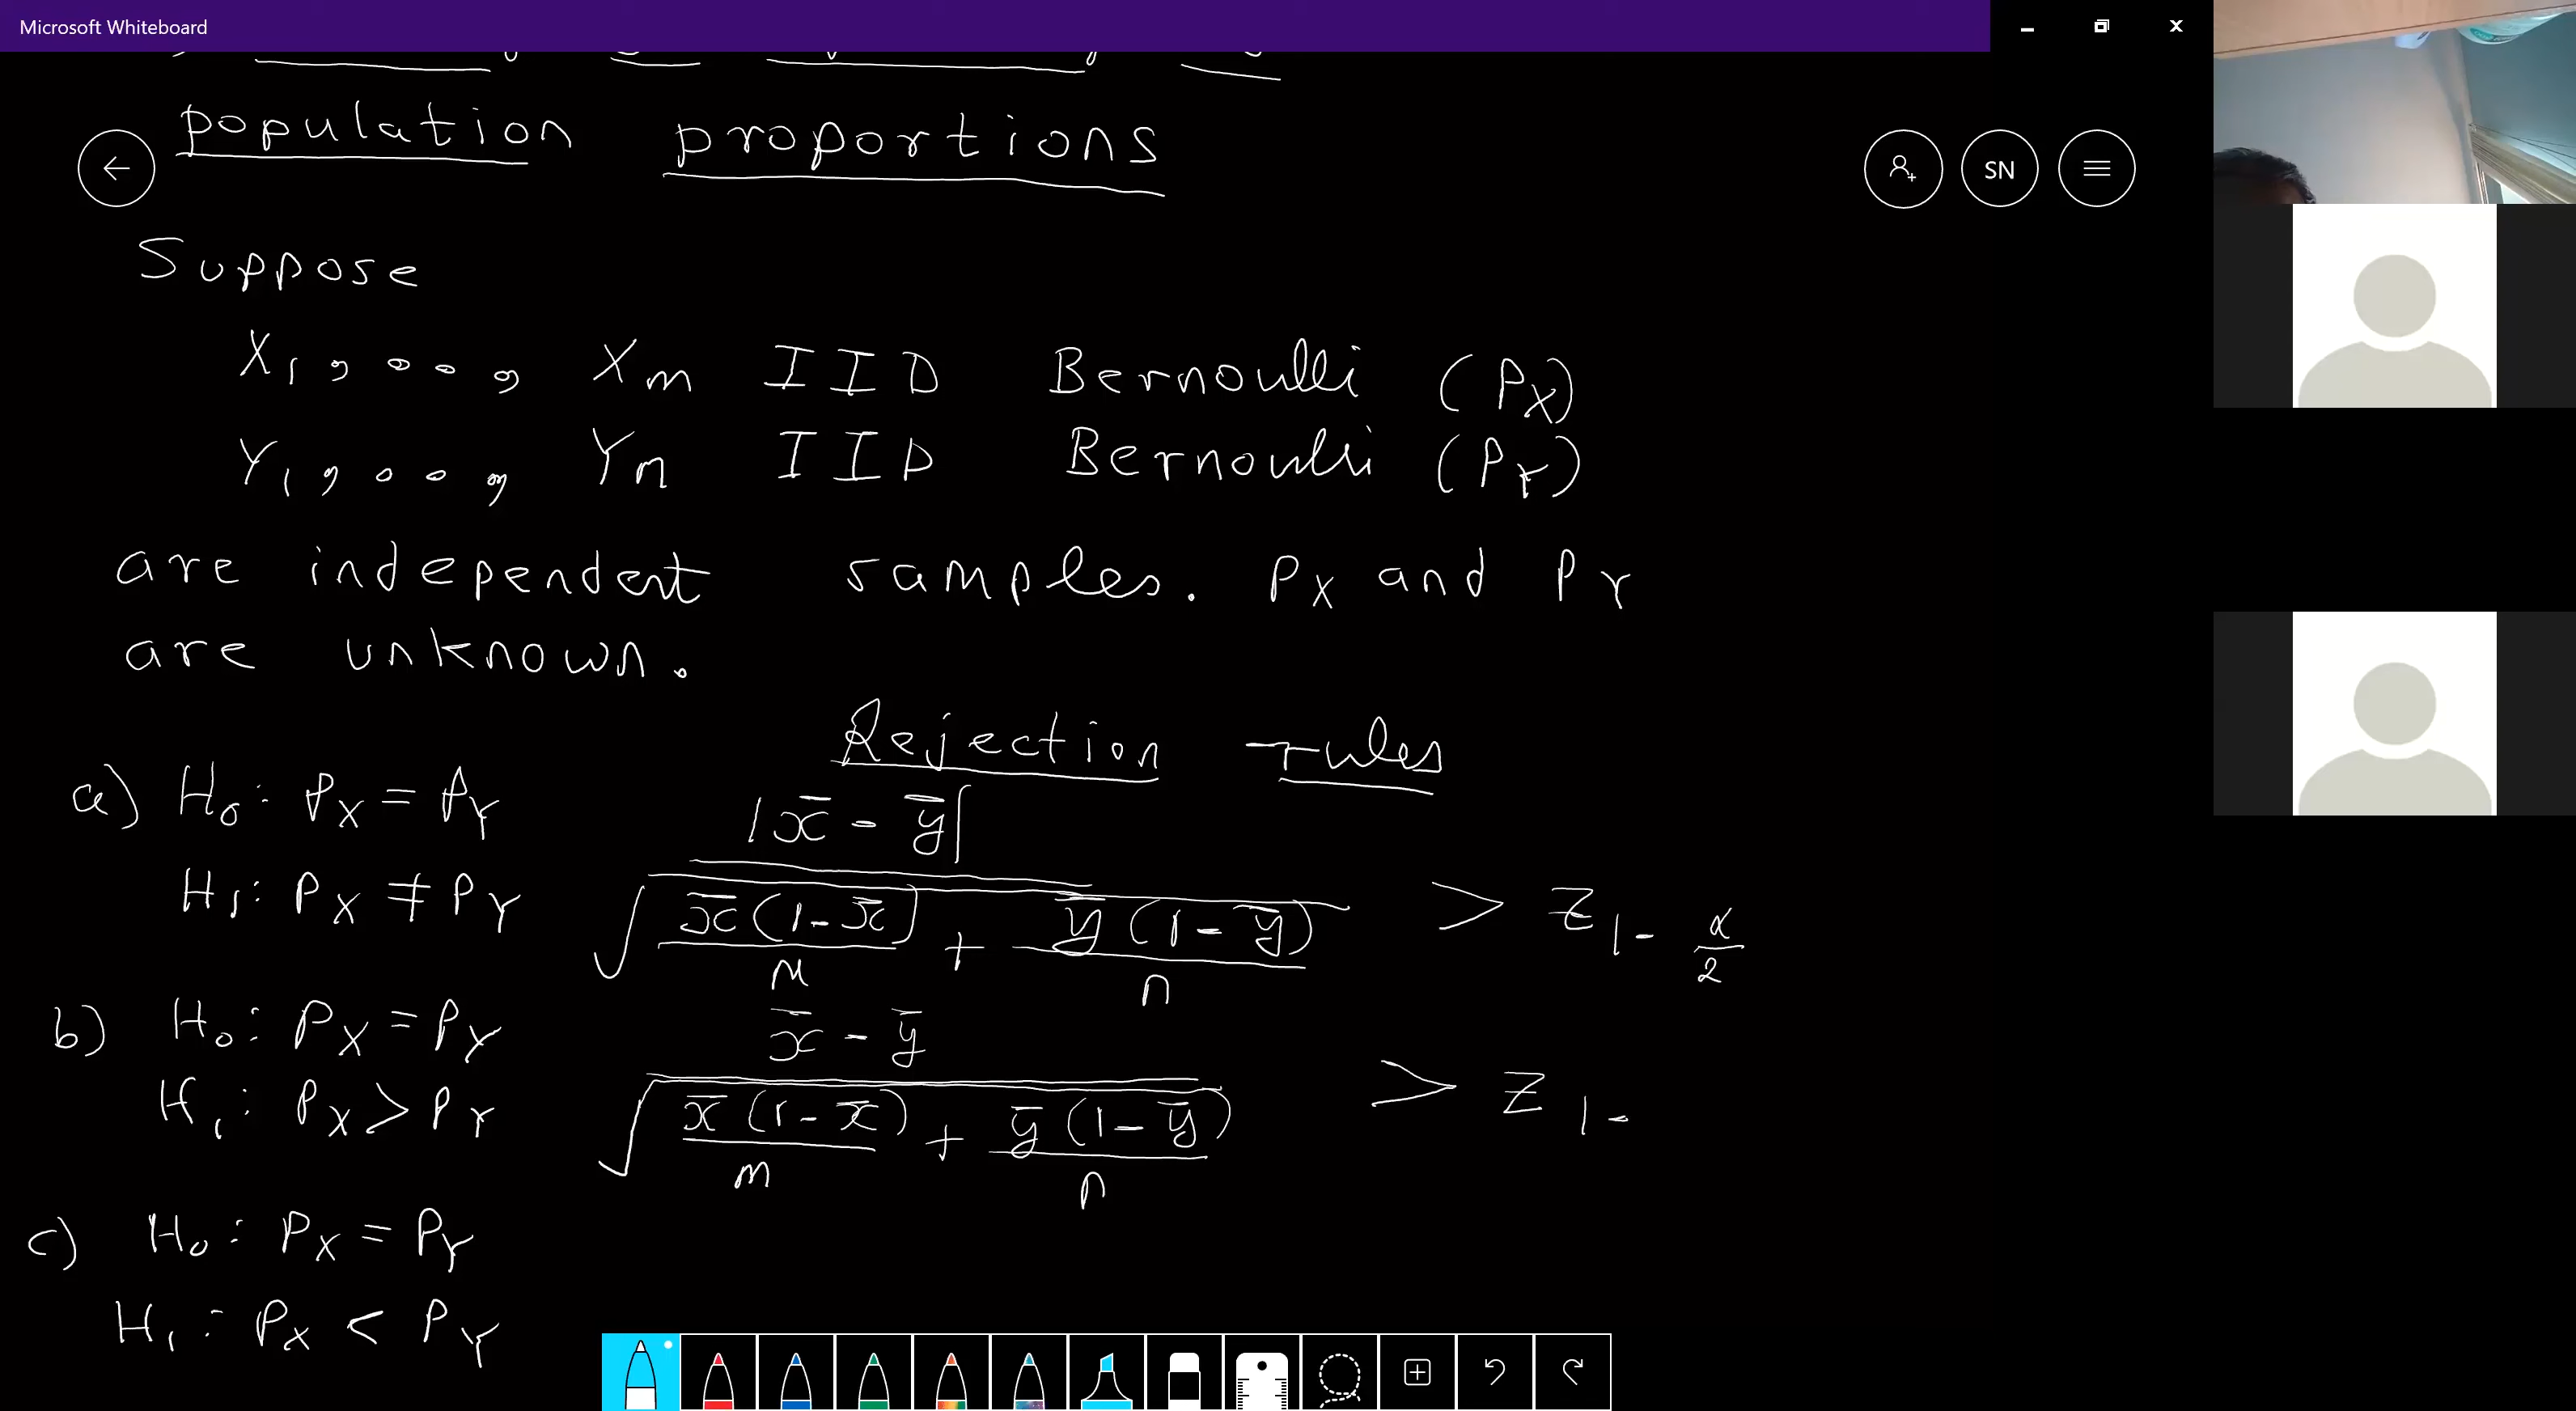 Microsoft Whiteboard
population proportions
SN
Suppose
X₁, ..., Xₘ IID Bernoulli (Pₓ)
Y₁, ..., Yₙ IID Bernoulli (P_Y)
are independent samples. P_X and P_Y
are unknown.
Rejection rules
a) H₀: P_X = P_Y
H₁: P_X ≠ P_Y
|x̄ - ȳ| / √( x̄(1-x̄)/m + ȳ(1-ȳ)/n ) > z_{1-α/2}
b) H₀: P_X = P_Y
H₁: P_X > P_Y
x̄ - ȳ / √( x̄(1-x̄)/m + ȳ(1-ȳ)/n ) > z_{1-
c) H₀: P_X = P_Y
H₁: P_X < P_Y